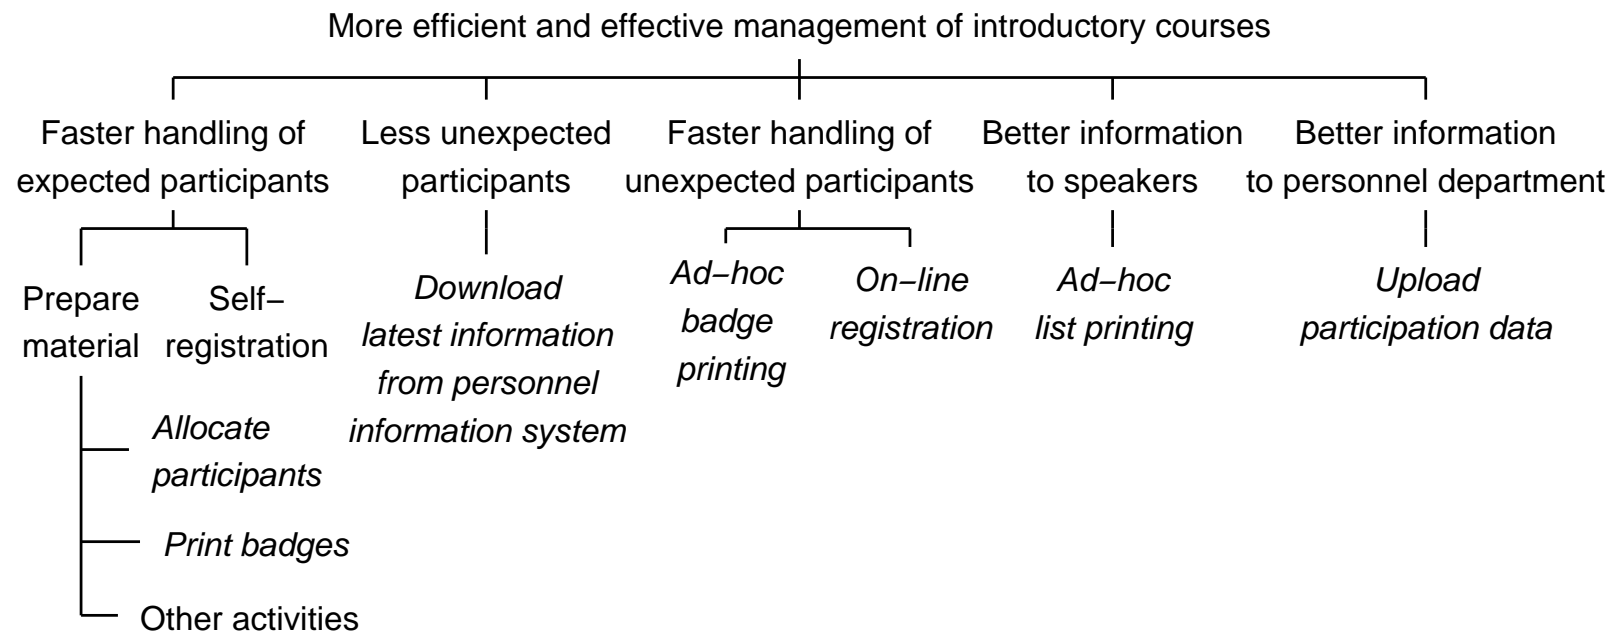 More efficient and effective management of introductory courses
Faster handling of
expected participants
Less unexpected
participants
Faster handling of
unexpected participants
Better information
to speakers
Better information
to personnel department
Prepare
material
Self−
registration
Download
latest information
from personnel
information system
Ad−hoc
badge
printing
On−line
registration
Ad−hoc
list printing
Upload
participation data
Allocate
participants
Print badges
Other activities